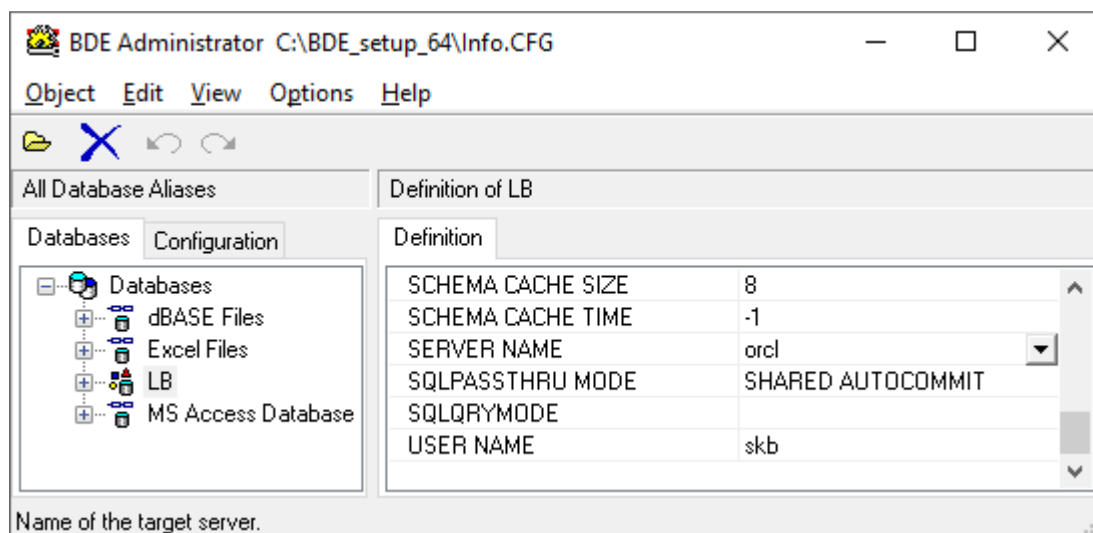 BDE Administrator C:\BDE_setup_64\Info.CFG
Object Edit View Options Help
All Database Aliases
Definition of LB
Databases Configuration
Definition
Databases
dBASE Files
Excel Files
LB
MS Access Database
SCHEMA CACHE SIZE 8
SCHEMA CACHE TIME -1
SERVER NAME orcl
SQLPASSTHRU MODE SHARED AUTOCOMMIT
SQLQRYMODE
USER NAME skb
Name of the target server.